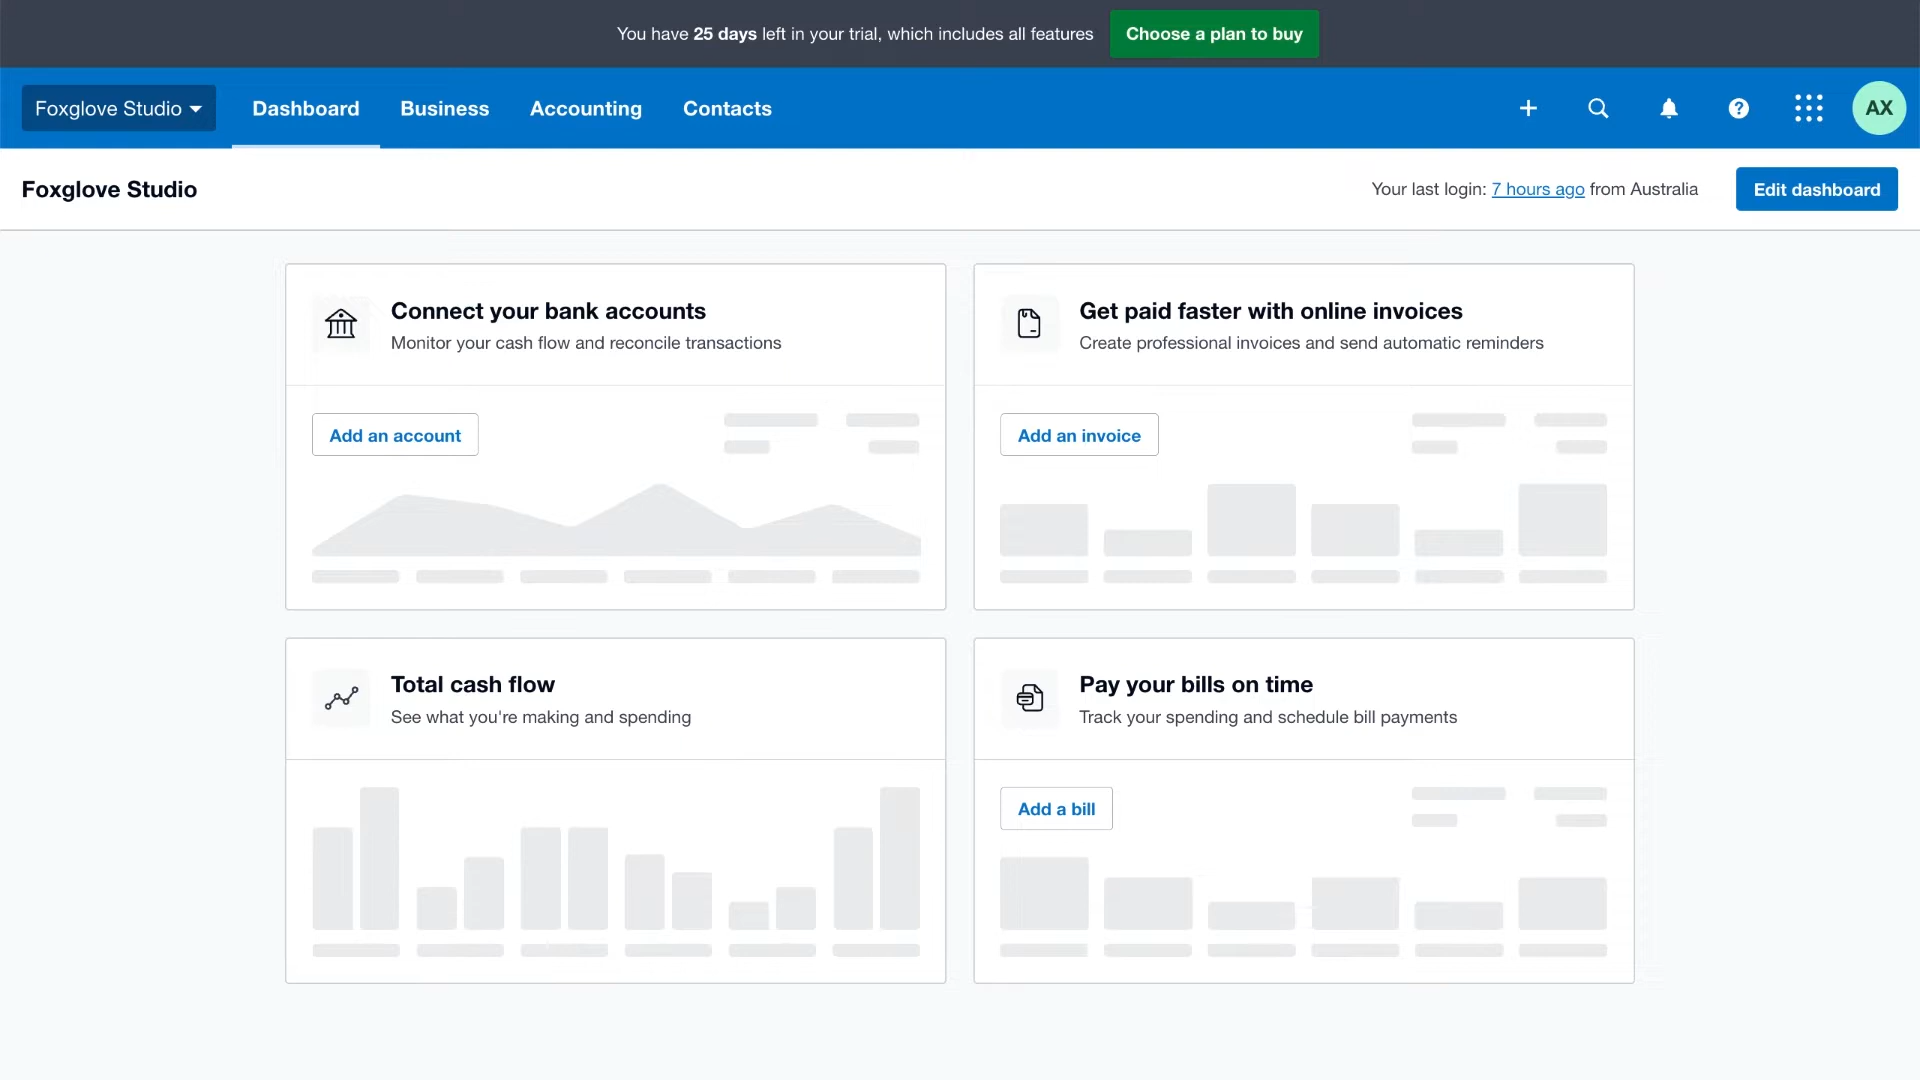 You have 25 days left in your trial, which includes all features
Choose a plan to buy
Foxglove Studio
Dashboard
Business
Accounting
Contacts
AX
Foxglove Studio
Your last login: 7 hours ago from Australia
Edit dashboard
Connect your bank accounts
Monitor your cash flow and reconcile transactions
Add an account
Get paid faster with online invoices
Create professional invoices and send automatic reminders
Add an invoice
Total cash flow
See what you're making and spending
Pay your bills on time
Track your spending and schedule bill payments
Add a bill